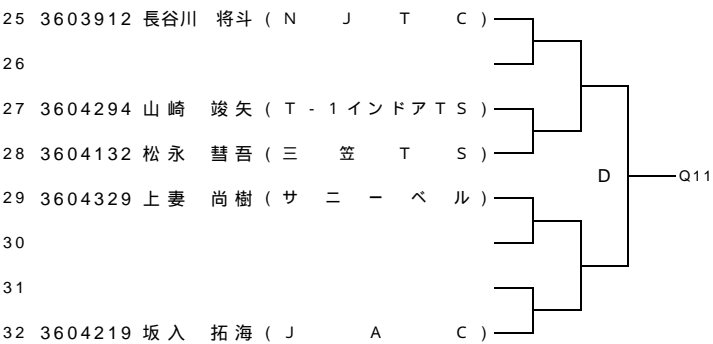 25 3603912 長谷川 将斗 ( N J T C )
26
27 3604294 山崎 竣矢 ( T - 1 インドア T S )
28 3604132 松永 彗吾 ( 三 笠 T S )
D Q11
29 3604329 上妻 尚樹 ( サ ニ ー ベ ル )
30
31
32 3604219 坂入 拓海 ( J A C )